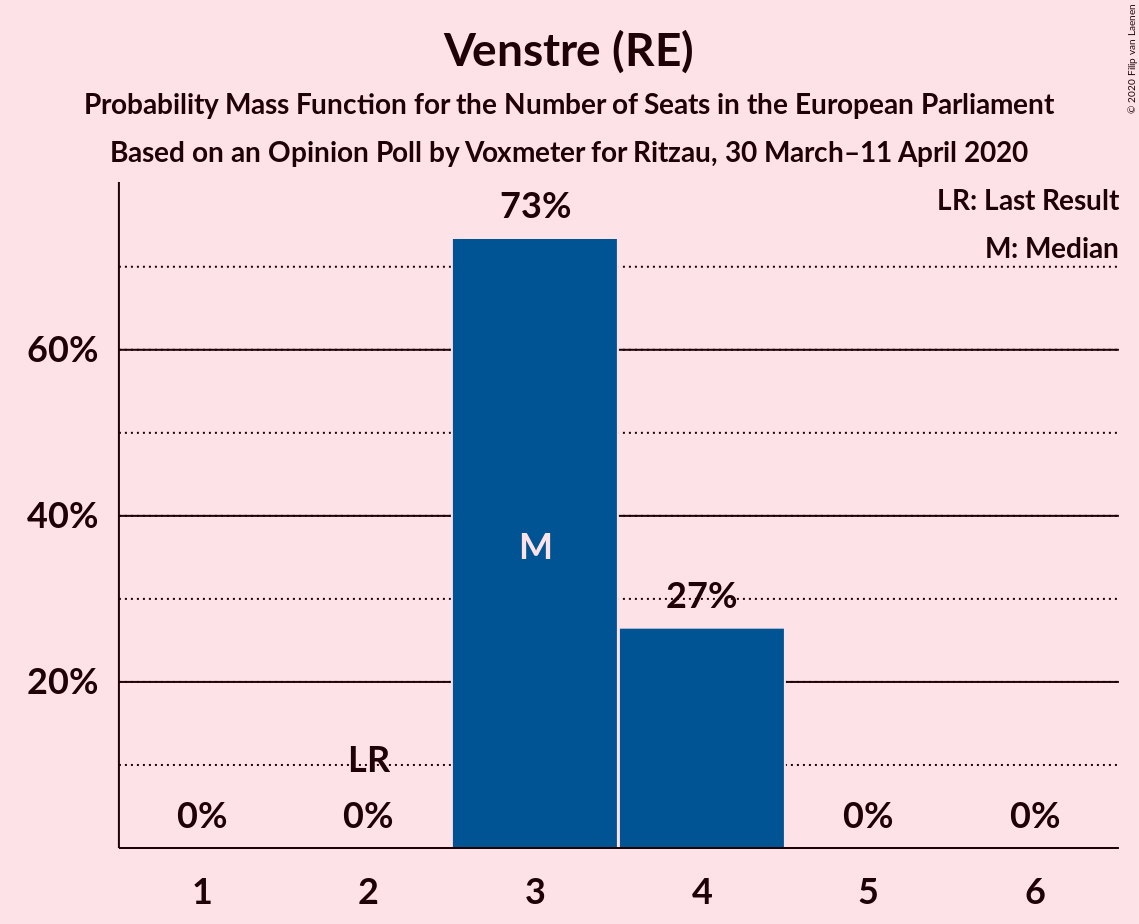 Venstre (RE)
Probability Mass Function for the Number of Seats in the European Parliament
Based on an Opinion Poll by Voxmeter for Ritzau, 30 March–11 April 2020
© 2020 Filip van Laenen
LR: Last Result
M: Median
73%
60%
40%
20%
M
27%
LR
0%
0%
0%
0%
1
2
3
4
5
6